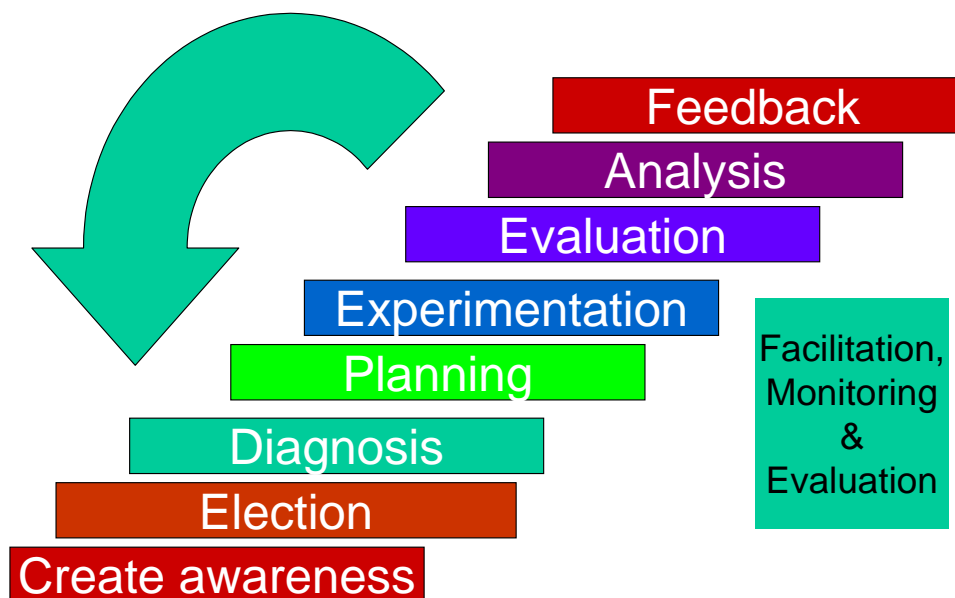 Feedback
Analysis
Evaluation
Experimentation
Planning
Diagnosis
Election
Create awareness
Facilitation,
Monitoring
&
Evaluation